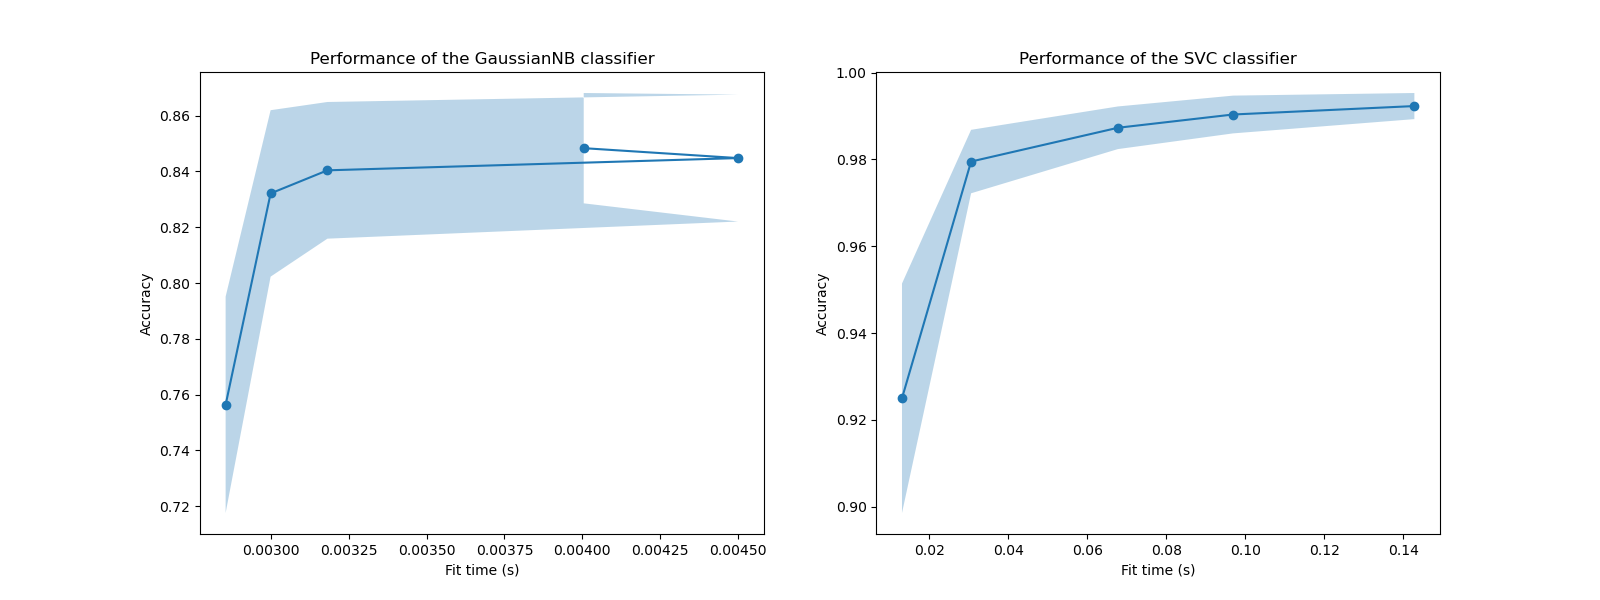 Performance of the GaussianNB classifier
Accuracy
0.86
0.84
0.82
0.80
0.78
0.76
0.74
0.72
0.00300 0.00325 0.00350 0.00375 0.00400 0.00425 0.00450
Fit time (s)
Performance of the SVC classifier
Accuracy
1.00
0.98
0.96
0.94
0.92
0.90
0.02 0.04 0.06 0.08 0.10 0.12 0.14
Fit time (s)